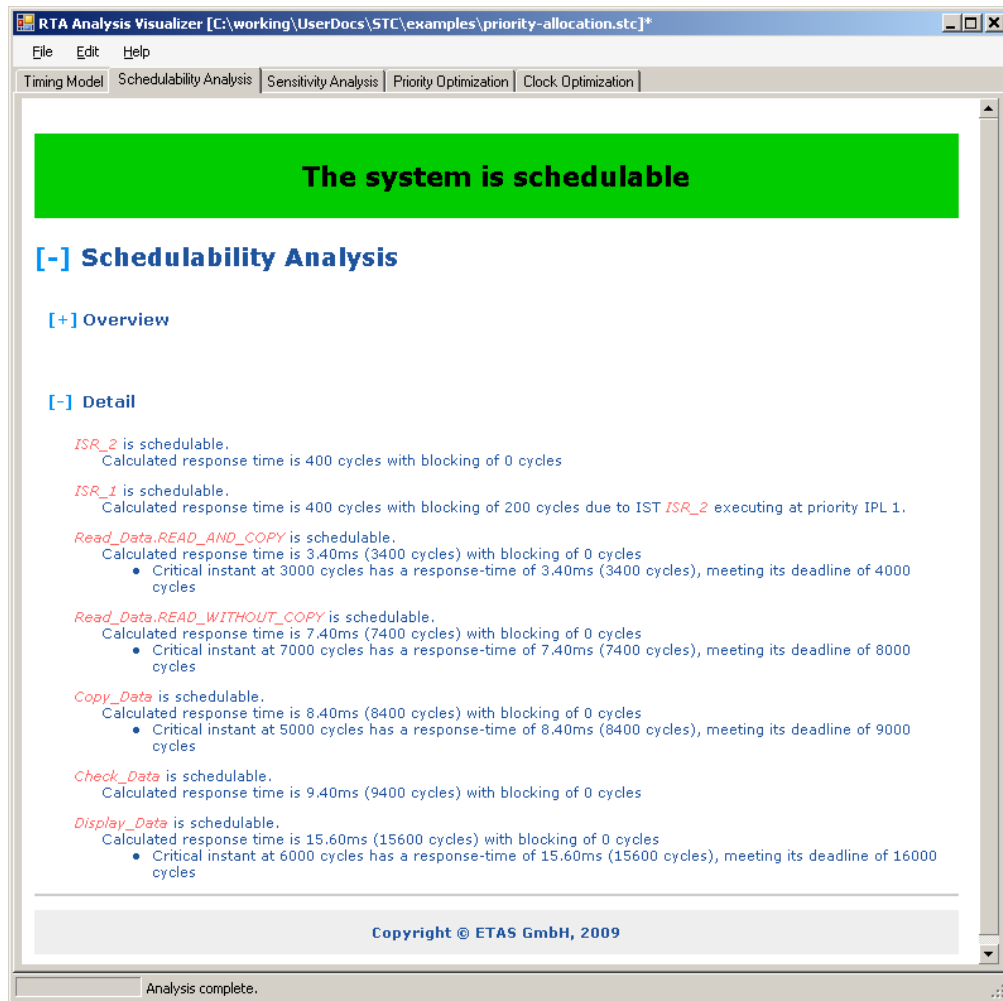 RTA Analysis Visualizer [C:\working\UserDocs\STC\examples\priority-allocation.stc]*
File Edit Help
Timing Model Schedulability Analysis Sensitivity Analysis Priority Optimization Clock Optimization
The system is schedulable
[-] Schedulability Analysis
[+] Overview
[-] Detail
ISR_2 is schedulable.
Calculated response time is 400 cycles with blocking of 0 cycles
ISR_1 is schedulable.
Calculated response time is 400 cycles with blocking of 200 cycles due to IST ISR_2 executing at priority IPL 1.
Read_Data.READ_AND_COPY is schedulable.
Calculated response time is 3.40ms (3400 cycles) with blocking of 0 cycles
• Critical instant at 3000 cycles has a response-time of 3.40ms (3400 cycles), meeting its deadline of 4000
cycles
Read_Data.READ_WITHOUT_COPY is schedulable.
Calculated response time is 7.40ms (7400 cycles) with blocking of 0 cycles
• Critical instant at 7000 cycles has a response-time of 7.40ms (7400 cycles), meeting its deadline of 8000
cycles
Copy_Data is schedulable.
Calculated response time is 8.40ms (8400 cycles) with blocking of 0 cycles
• Critical instant at 5000 cycles has a response-time of 8.40ms (8400 cycles), meeting its deadline of 9000
cycles
Check_Data is schedulable.
Calculated response time is 9.40ms (9400 cycles) with blocking of 0 cycles
Display_Data is schedulable.
Calculated response time is 15.60ms (15600 cycles) with blocking of 0 cycles
• Critical instant at 6000 cycles has a response-time of 15.60ms (15600 cycles), meeting its deadline of 16000
cycles
Copyright © ETAS GmbH, 2009
Analysis complete.